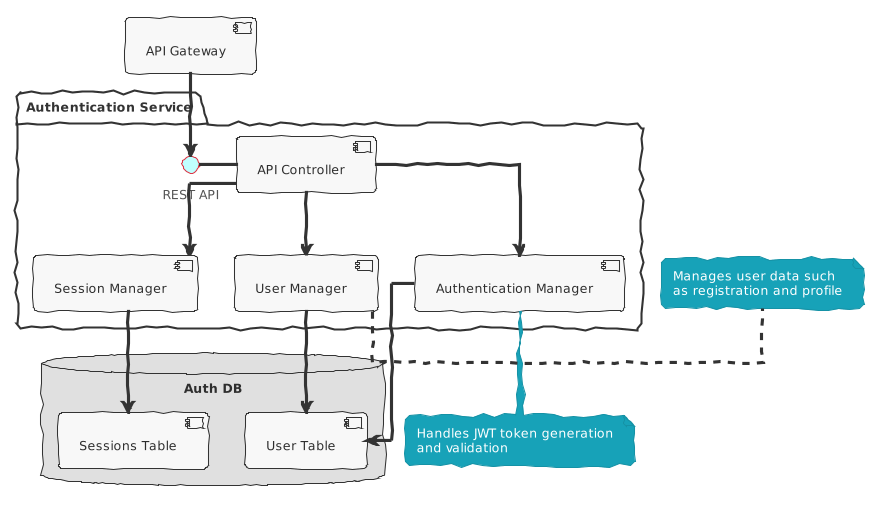 API Gateway
Authentication Service
API Controller
REST API
Session Manager
User Manager
Authentication Manager
Manages user data such
as registration and profile
Auth DB
Sessions Table
User Table
Handles JWT token generation
and validation